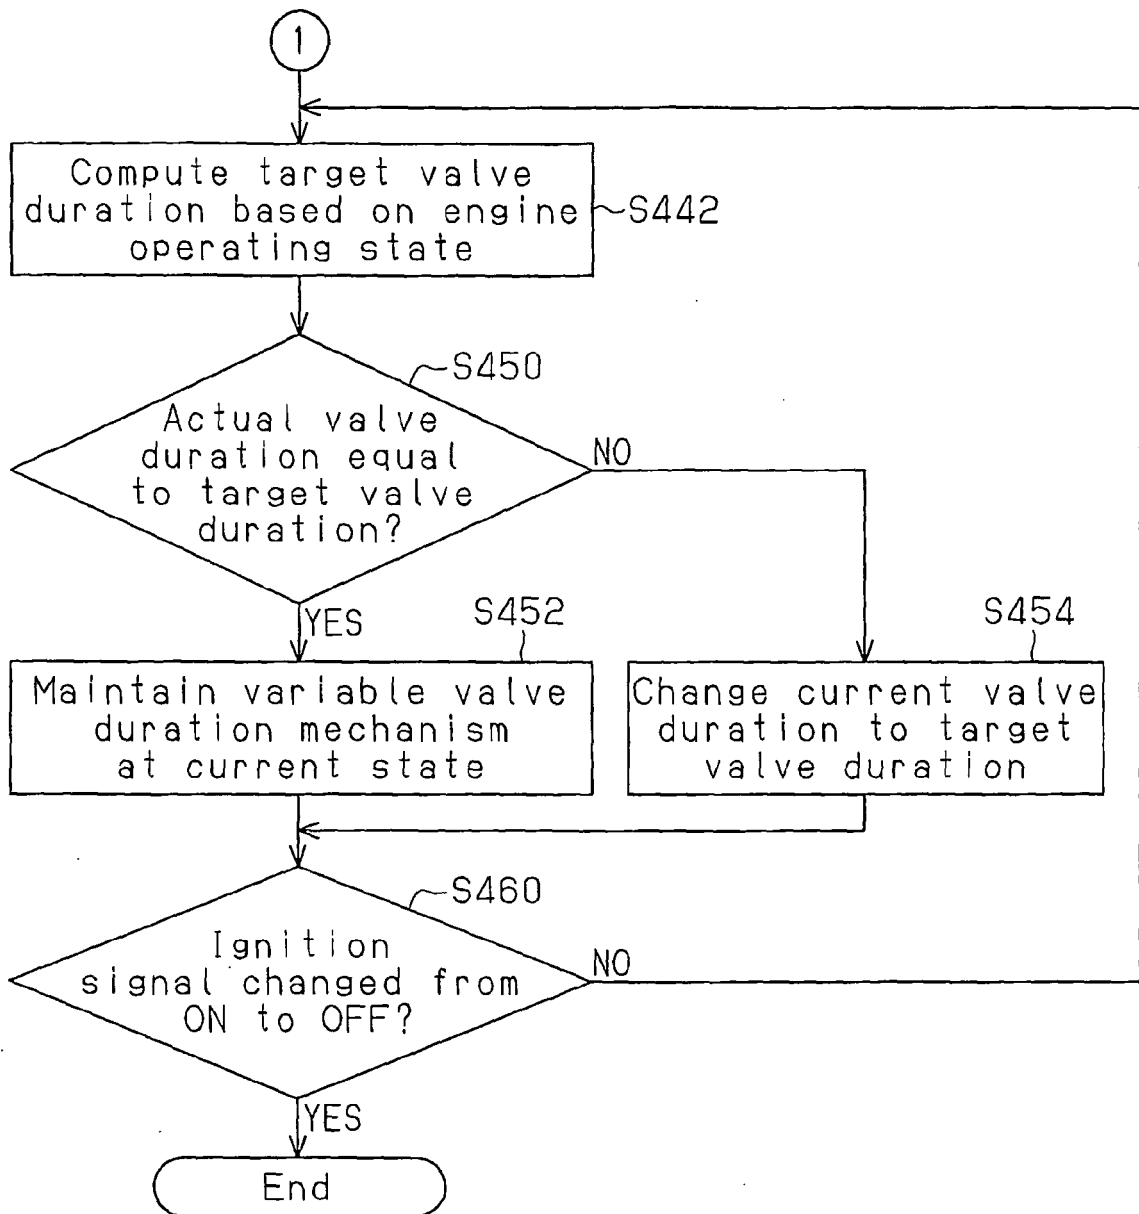 1
Compute target valve
duration based on engine
operating state
S442
S450
Actual valve
duration equal
to target valve
duration?
NO
YES
S452
S454
Maintain variable valve
duration mechanism
at current state
Change current valve
duration to target
valve duration
S460
Ignition
signal changed from
ON to OFF?
NO
YES
End